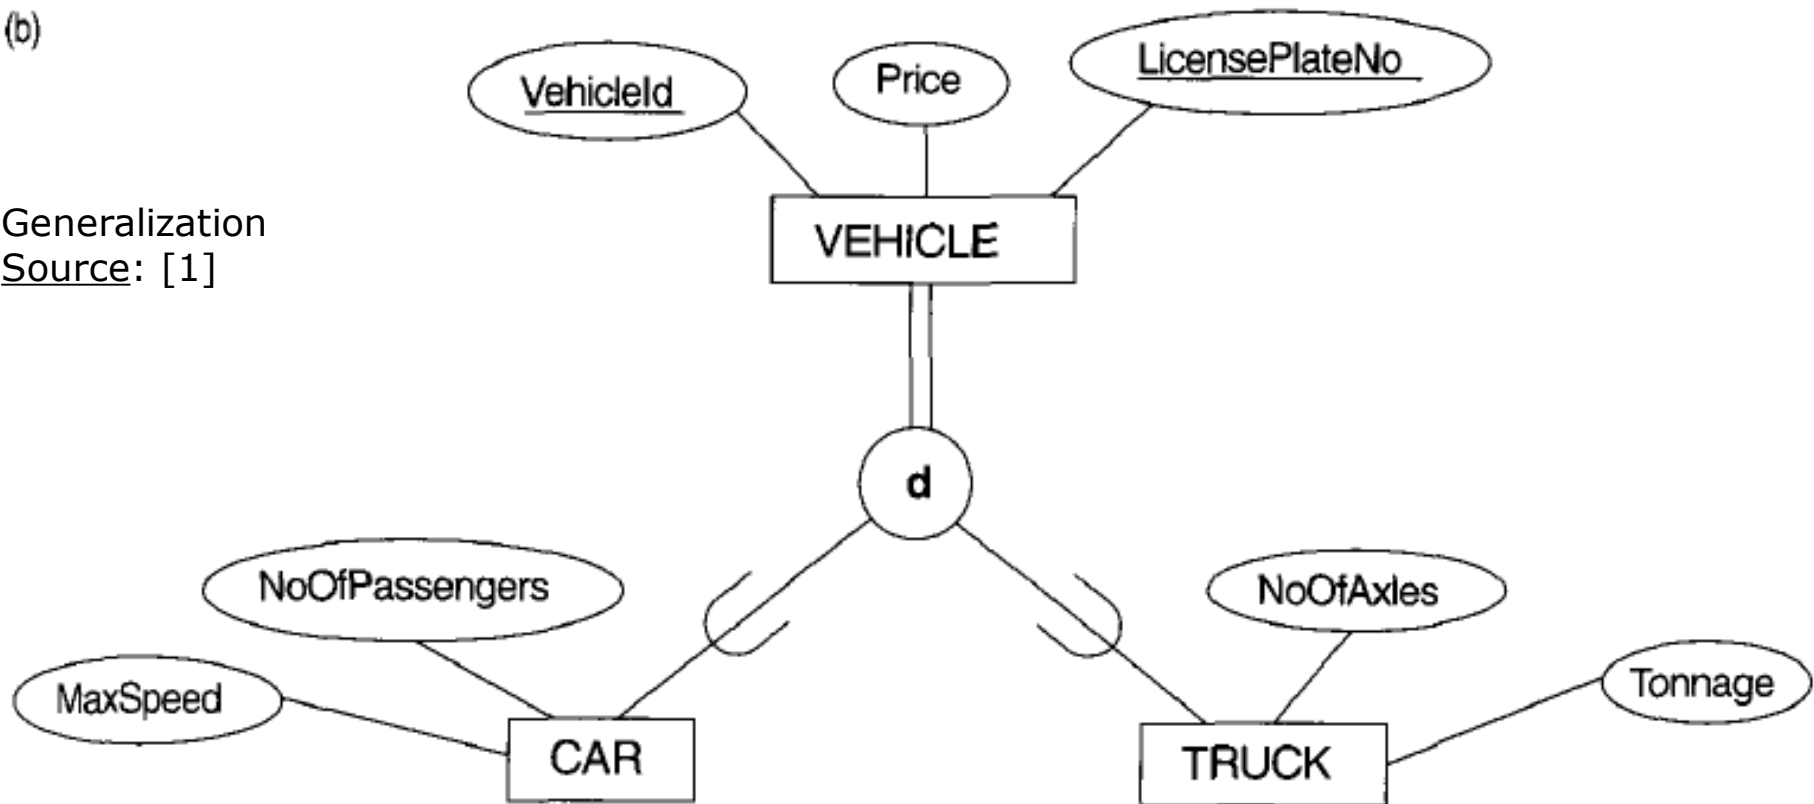 (b)
VehicleId
Price
LicensePlateNo
Generalization
Source: [1]
VEHICLE
d
NoOfPassengers
NoOfAxles
MaxSpeed
Tonnage
CAR
TRUCK